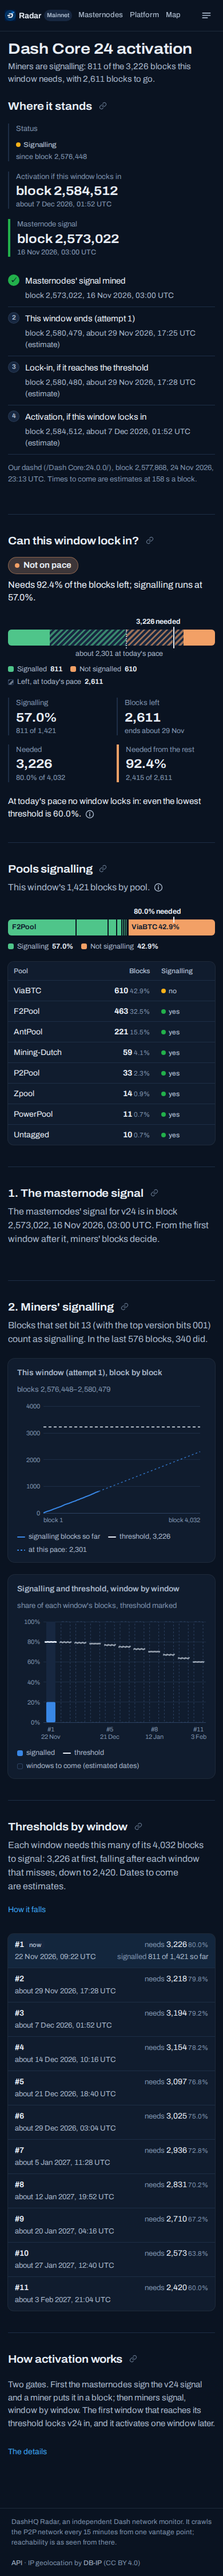 Radar Mainnet Masternodes Platform Map
Dash Core 24 activation
Miners are signaling: 811 of the 3,226 blocks this
window needs, with 2,611 blocks to go.
Where it stands
Status
Signalling
since block 2,576,448
Activation if this window locks in
block 2,584,512
about 7 Dec 2026, 01:52 UTC
Masternode signal
block 2,573,022
16 Nov 2026, 03:00 UTC
Masternodes' signal mined
block 2,573,022, 16 Nov 2026, 03:00 UTC
2 This window ends (attempt 1)
block 2,580,479, about 29 Nov 2026, 17:25 UTC
(estimate)
3 Lock-in, if it reaches the threshold
block 2,580,480, about 29 Nov 2026, 17:28 UTC
(estimate)
4 Activation, if this window locks in
block 2,584,512, about 7 Dec 2026, 01:52 UTC
(estimate)
Our dashd (/Dash Core:24.0.0/), block 2,577,868, 24 Nov 2026,
23:13 UTC. Times to come are estimates at 158 s a block.
Can this window lock in?
Not on pace
Needs 92.4% of the blocks left; signalling runs at
57.0%.
3,226 needed
about 2,301 at today's pace
Signalled 811 Not signalled 610
Left, at today's pace 2,611
Signalling
57.0%
811 of 1,421
Blocks left
2,611
ends about 29 Nov
Needed
3,226
80.0% of 4,032
Needed from the rest
92.4%
2,415 of 2,611
At today's pace no window locks in: even the lowest
threshold is 60.0%.
Pools signalling
This window's 1,421 blocks by pool.
80.0% needed
F2Pool ViaBTC 42.9%
Signalling 57.0% Not signalling 42.9%
Pool Blocks Signalling
ViaBTC 610 42.9% no
F2Pool 463 32.5% yes
AntPool 221 15.5% yes
Mining-Dutch 59 4.1% yes
P2Pool 33 2.3% yes
Zpool 14 0.9% yes
PowerPool 11 0.7% yes
Untagged 10 0.7% yes
1. The masternode signal
The masternodes' signal for v24 is in block
2,573,022, 16 Nov 2026, 03:00 UTC. From the first
window after it, miners' blocks decide.
2. Miners' signalling
Blocks that set bit 13 (with the top version bits 001)
count as signalling. In the last 576 blocks, 340 did.
This window (attempt 1), block by block
blocks 2,576,448–2,580,479
4000
3000
2000
1000
0
block 1 block 4,032
signalling blocks so far threshold, 3,226
at this pace: 2,301
Signalling and threshold, window by window
share of each window's blocks, threshold marked
100%
80%
60%
40%
20%
0%
#1 #5 #8 #11
22 Nov 21 Dec 12 Jan 3 Feb
signalled threshold
windows to come (estimated dates)
Thresholds by window
Each window needs this many of its 4,032 blocks
to signal: 3,226 at first, falling after each window
that misses, down to 2,420. Dates to come
are estimates.
How it falls
#1 now needs 3,226 80.0%
22 Nov 2026, 09:22 UTC signalled 811 of 1,421 so far
#2 needs 3,218 79.8%
about 29 Nov 2026, 17:28 UTC
#3 needs 3,194 79.2%
about 7 Dec 2026, 01:52 UTC
#4 needs 3,154 78.2%
about 14 Dec 2026, 10:16 UTC
#5 needs 3,097 76.8%
about 21 Dec 2026, 18:40 UTC
#6 needs 3,025 75.0%
about 29 Dec 2026, 03:04 UTC
#7 needs 2,936 72.8%
about 5 Jan 2027, 11:28 UTC
#8 needs 2,831 70.2%
about 12 Jan 2027, 19:52 UTC
#9 needs 2,710 67.2%
about 20 Jan 2027, 04:16 UTC
#10 needs 2,573 63.8%
about 27 Jan 2027, 12:40 UTC
#11 needs 2,420 60.0%
about 3 Feb 2027, 21:04 UTC
How activation works
Two gates. First the masternodes sign the v24 signal
and a miner puts it in a block; then miners signal,
window by window. The first window that reaches its
threshold locks v24 in, and it activates one window later.
The details
DashHQ Radar, an independent Dash network monitor. It crawls
the P2P network every 15 minutes from one vantage point;
reachability is as seen from there.
API · IP geolocation by DB-IP (CC BY 4.0)